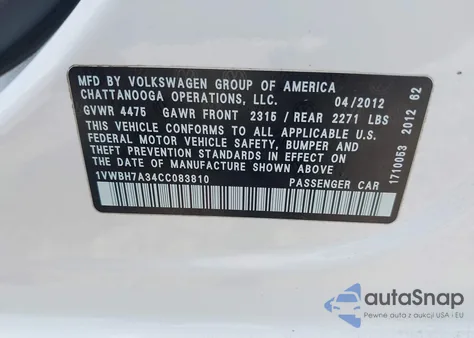 MFD BY VOLKSWAGEN GROUP OF AMERICA
CHATTANOOGA OPERATIONS, LLC. 04/2012
GVWR 4475 GAWR FRONT 2315 / REAR 2271 LBS
THIS VEHICLE CONFORMS TO ALL APPLICABLE U.S.
FEDERAL MOTOR VEHICLE SAFETY, BUMPER AND
THEFT PREVENTION STANDARDS IN EFFECT ON
THE DATE OF MANUFACTURE SHOWN ABOVE
1VWBH7A34CC083810 PASSENGER CAR
1710053 2012 62
autoSnap
Pewne auta z aukcji USA i EU